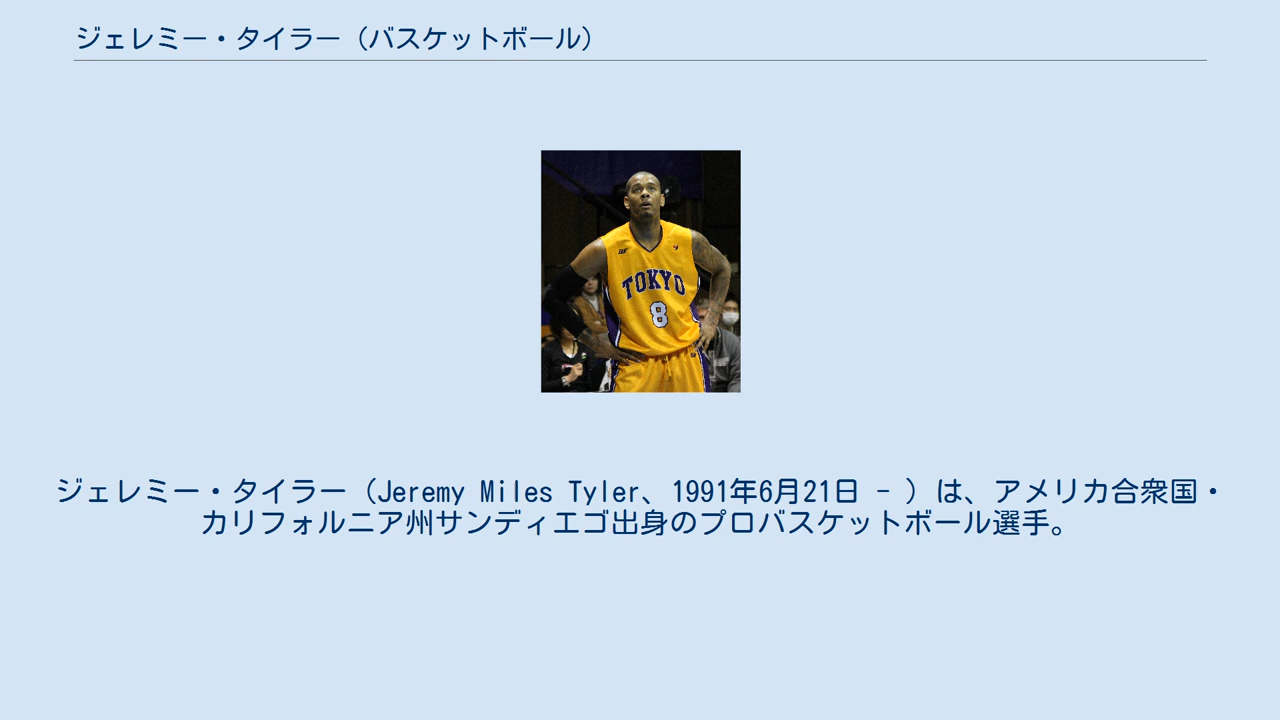 ジェレミー・タイラー（バスケットボール）
TOKYO
8
ジェレミー・タイラー（Jeremy Miles Tyler、1991年6月21日 - ）は、アメリカ合衆国・
カリフォルニア州サンディエゴ出身のプロバスケットボール選手。